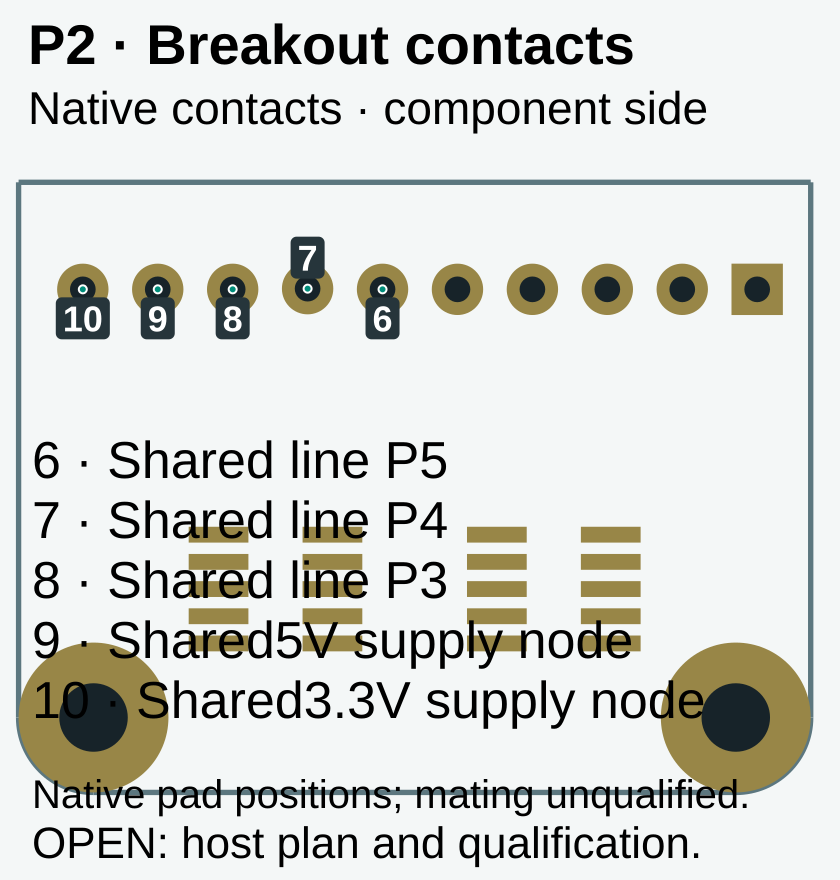 P2 · Breakout contacts
Native contacts · component side
7
10 9 8 6
6 · Shared line P5
7 · Shared line P4
8 · Shared line P3
9 · Shared5V supply node
10 · Shared3.3V supply node
Native pad positions; mating unqualified.
OPEN: host plan and qualification.